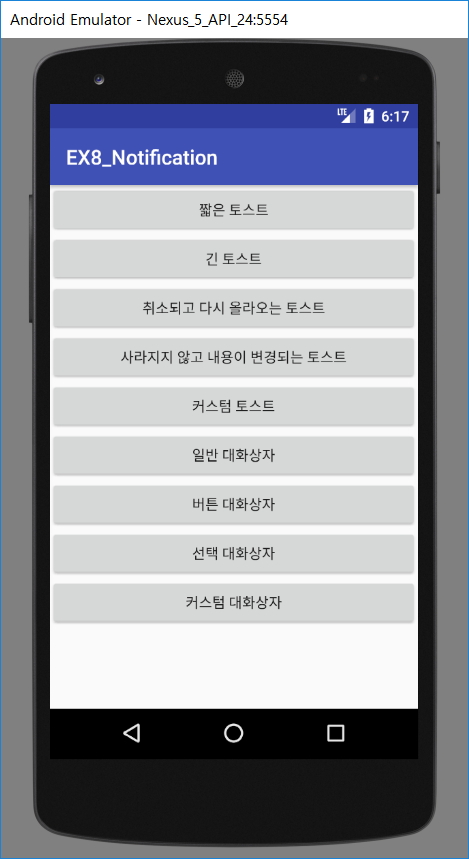 Android Emulator - Nexus_5_API_24:5554
LTE 6:17
EX8_Notification
짧은 토스트
긴 토스트
취소되고 다시 올라오는 토스트
사라지지 않고 내용이 변경되는 토스트
커스텀 토스트
일반 대화상자
버튼 대화상자
선택 대화상자
커스텀 대화상자